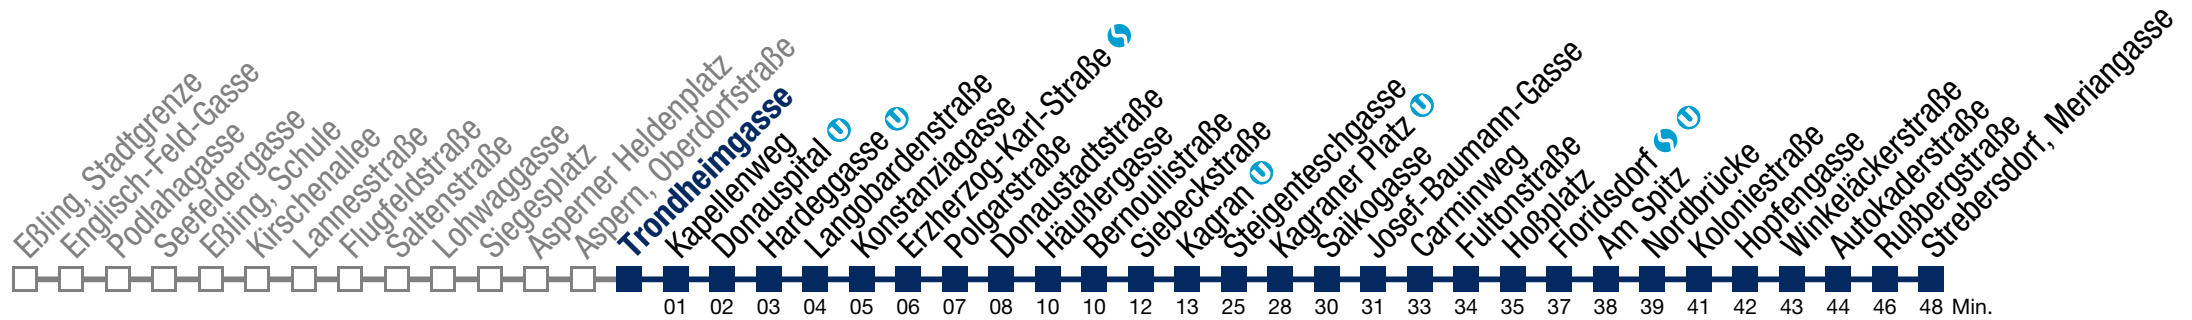 Eßling, Stadtgrenze
Englisch-Feld-Gasse
Podlahagasse
Seefeldergasse
Eßling, Schule
Kirschenallee
Lannesstraße
Flugfeldstraße
Saltenstraße
Lohwaggasse
Siegesplatz
Asperner Heldenplatz
Aspern, Oberdorfstraße
Trondheimgasse
Kapellenweg
Donauspital U
Hardeggasse U
Langobardenstraße
Konstanziagasse
Erzherzog-Karl-Straße
Polgarstraße
Donaustadtstraße
Häußlergasse
Bernoullistraße
Siebeckstraße
Kagran U
Steigenteschgasse
Kagraner Platz U
Saikogasse
Josef-Baumann-Gasse
Carminweg
Fultonstraße
Hoßplatz
Floridsdorf U
Am Spitz
Nordbrücke
Koloniestraße
Hopfengasse
Winkeläckerstraße
Autokaderstraße
Rußbergstraße
Strebersdorf, Meriangasse
01 02 03 04 05 06 07 08 10 10 12 13 25 28 30 31 33 34 35 37 38 39 41 42 43 44 46 48 Min.